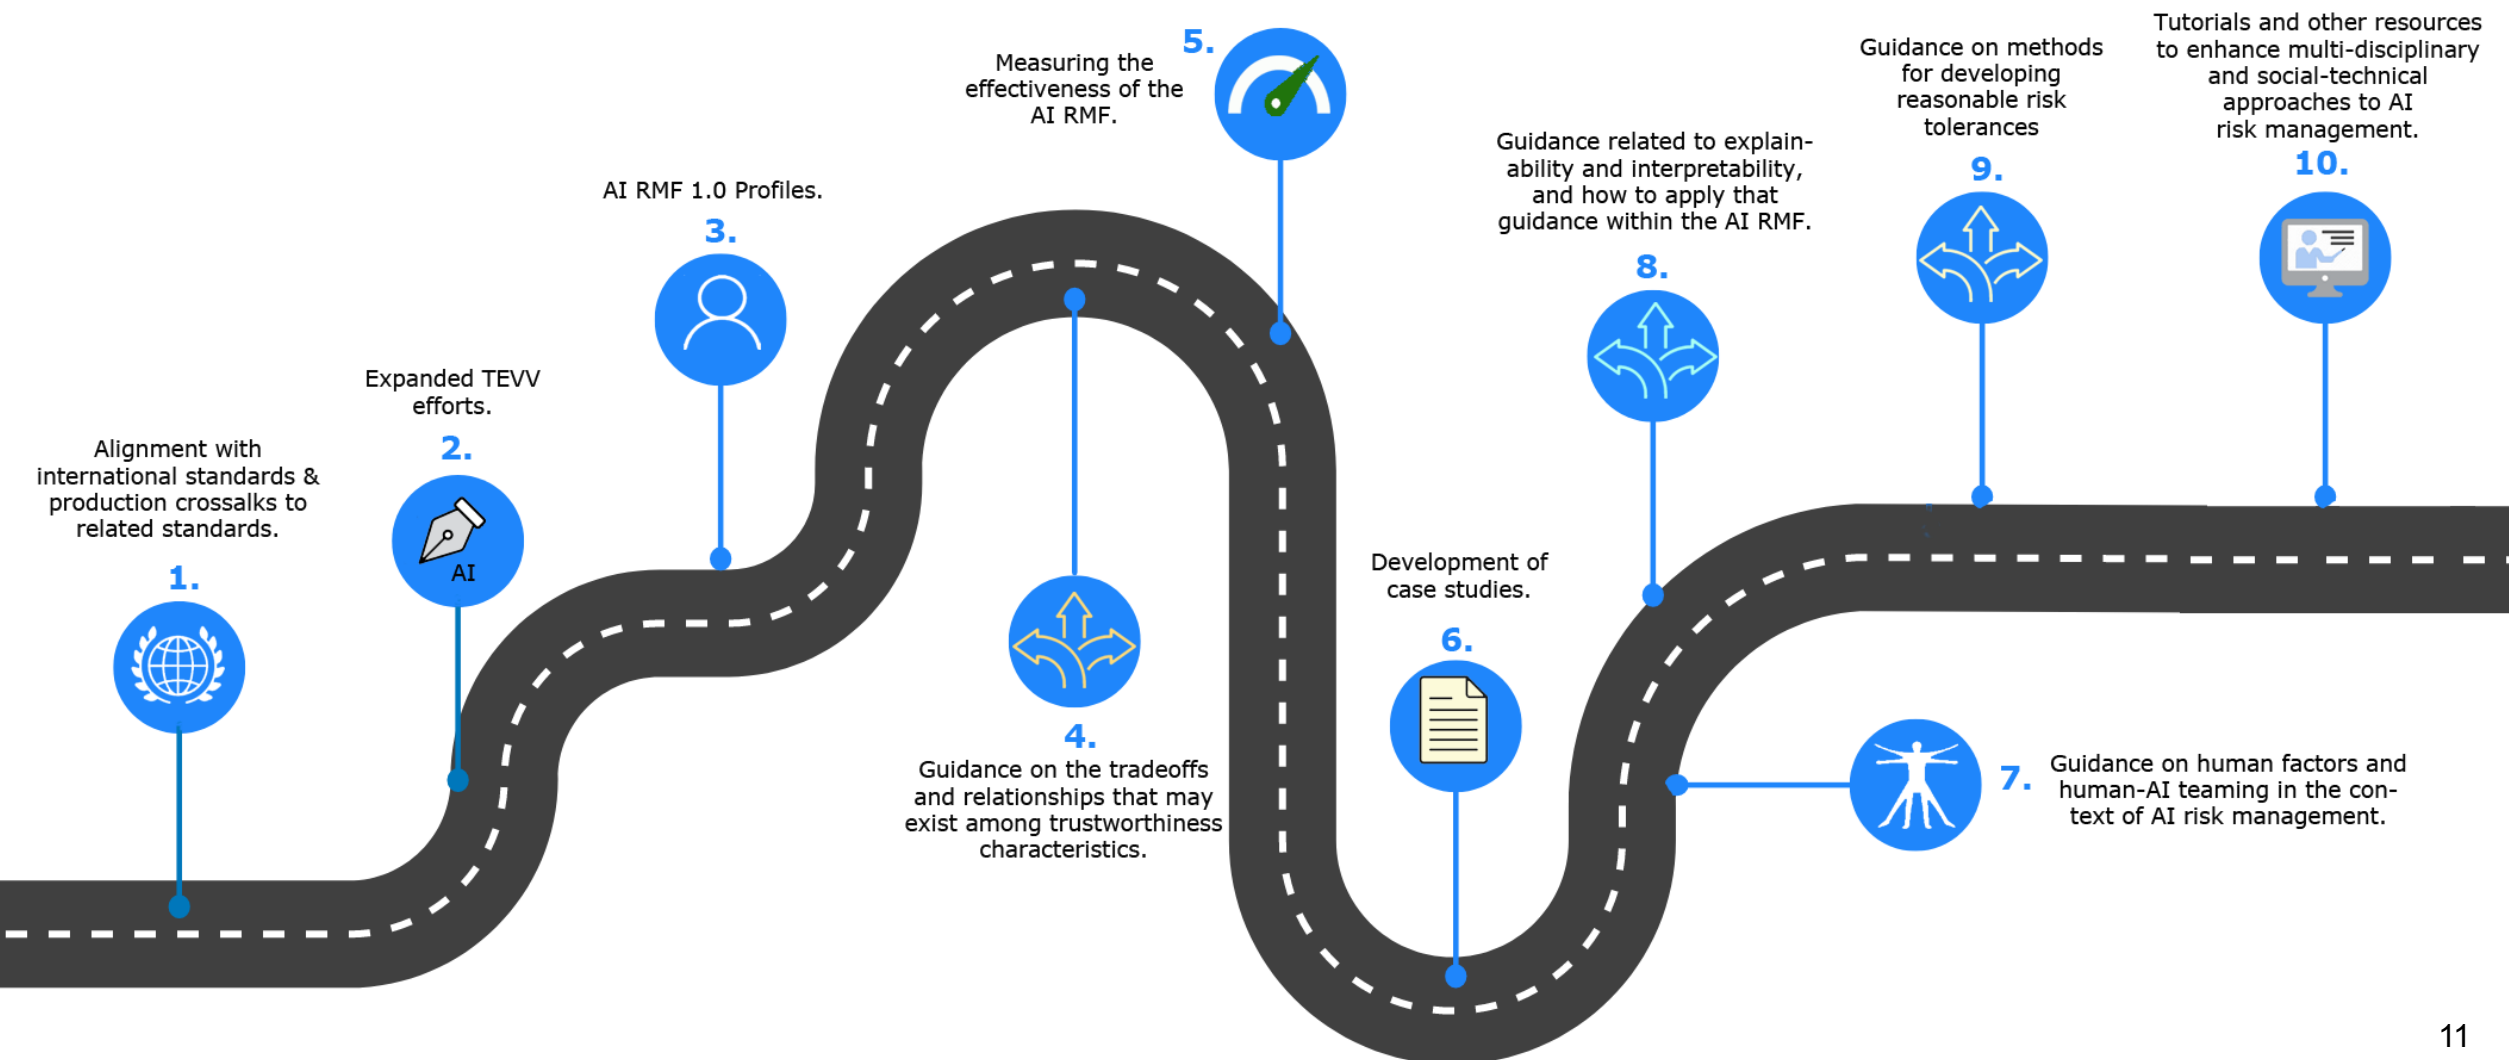 Alignment with
international standards &
production crossalks to
related standards.
1.
Expanded TEVV
efforts.
2.
AI
AI RMF 1.0 Profiles.
3.
4.
Guidance on the tradeoffs
and relationships that may
exist among trustworthiness
characteristics.
5.
Measuring the
effectiveness of the
AI RMF.
Development of
case studies.
6.
7.
Guidance on human factors and
human-AI teaming in the con-
text of AI risk management.
Guidance related to explain-
ability and interpretability,
and how to apply that
guidance within the AI RMF.
8.
Guidance on methods
for developing
reasonable risk
tolerances
9.
Tutorials and other resources
to enhance multi-disciplinary
and social-technical
approaches to AI
risk management.
10.
11